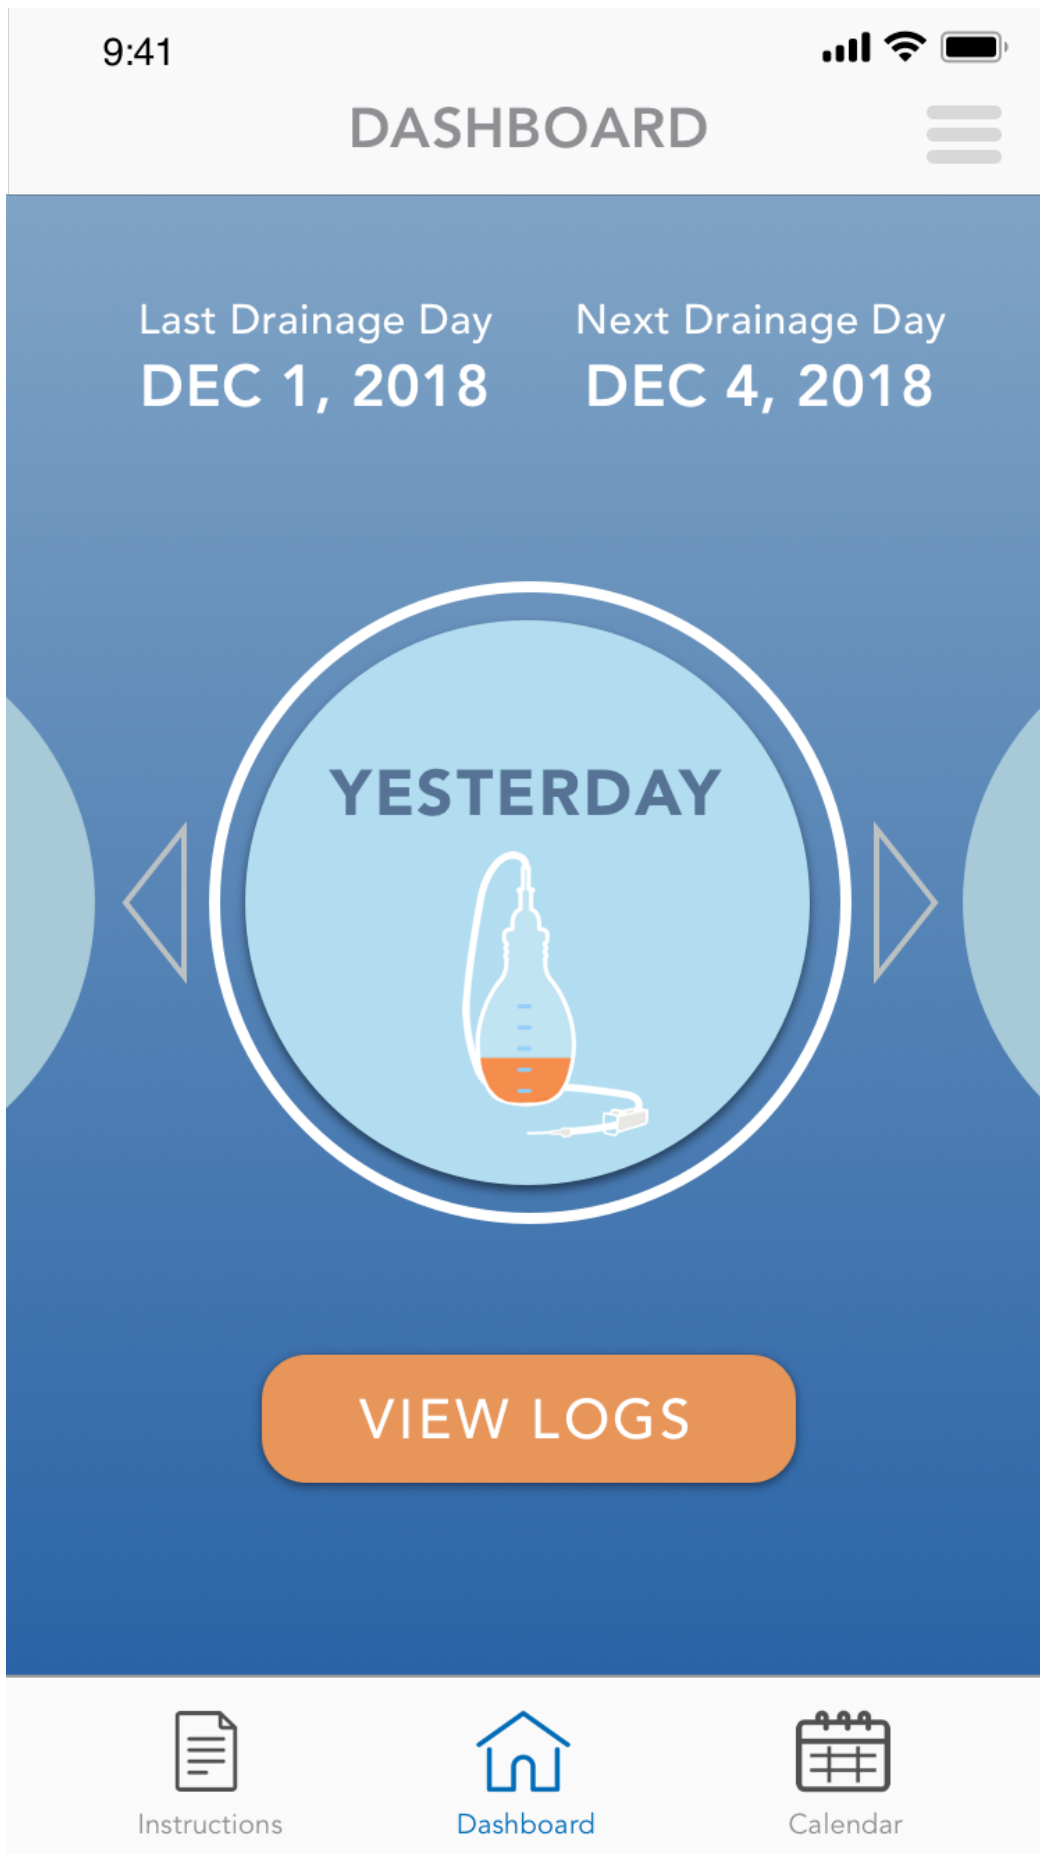 9:41
DASHBOARD
Last Drainage Day
DEC 1, 2018
Next Drainage Day
DEC 4, 2018
YESTERDAY
VIEW LOGS
Instructions
Dashboard
Calendar